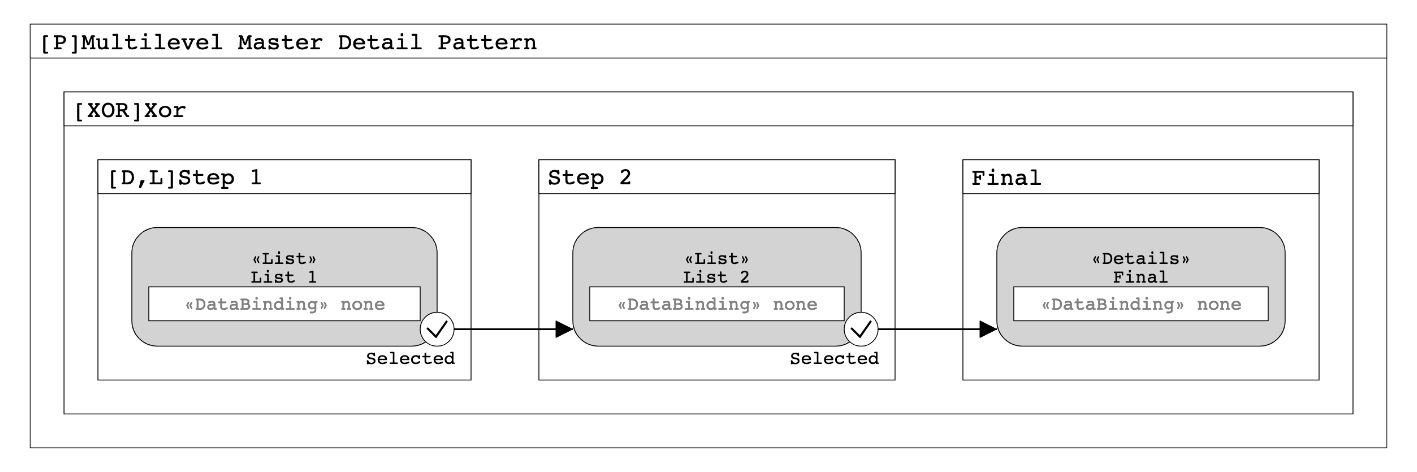 [P]Multilevel Master Detail Pattern
[XOR]Xor
[D,L]Step 1
Step 2
Final
«List»
List 1
«DataBinding» none
Selected
«List»
List 2
«DataBinding» none
Selected
«Details»
Final
«DataBinding» none